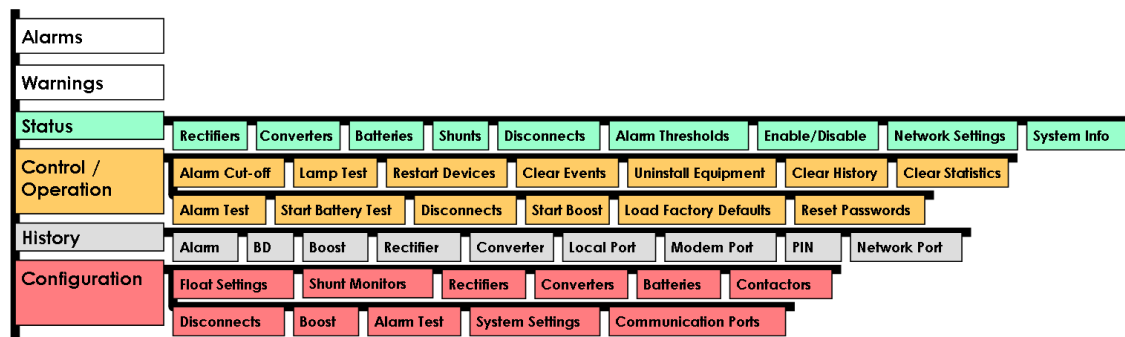 Alarms
Warnings
Status
Rectifiers Converters Batteries Shunts Disconnects Alarm Thresholds Enable/Disable Network Settings System Info
Control /
Operation
Alarm Cut-off Lamp Test Restart Devices Clear Events Uninstall Equipment Clear History Clear Statistics
Alarm Test Start Battery Test Disconnects Start Boost Load Factory Defaults Reset Passwords
History
Alarm BD Boost Rectifier Converter Local Port Modem Port PIN Network Port
Configuration
Float Settings Shunt Monitors Rectifiers Converters Batteries Contactors
Disconnects Boost Alarm Test System Settings Communication Ports